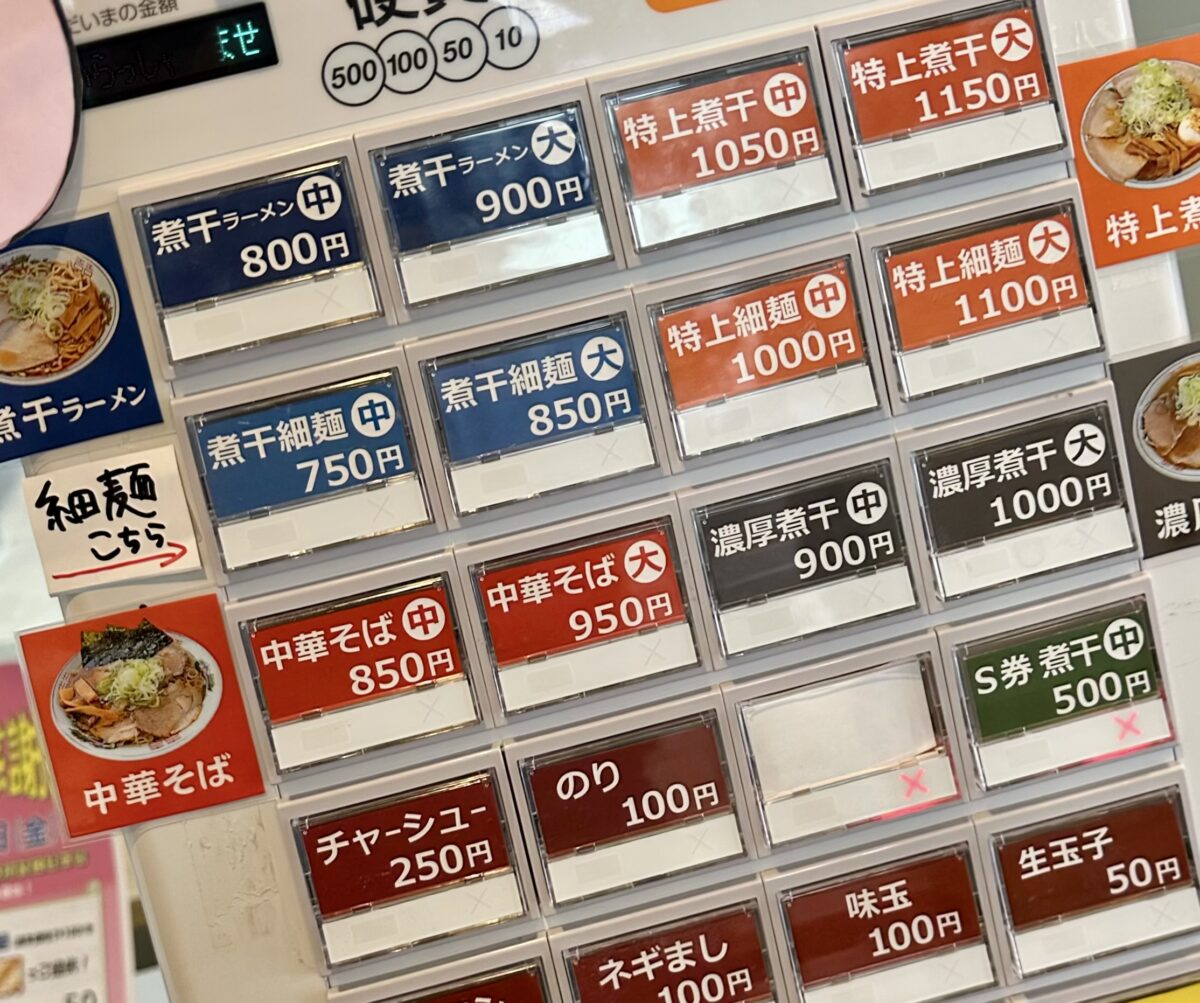 だいまの金額
ませ
500 100 50 10
煮干ラーメン 中
800円
煮干ラーメン 大
900円
特上煮干 中
1050円
特上煮干 大
1150円
煮干ラーメン
煮干細麺 中
750円
煮干細麺 大
850円
特上細麺 中
1000円
特上細麺 大
1100円
特上煮
細麺
こちら
中華そば 中
850円
中華そば 大
950円
濃厚煮干 中
900円
濃厚煮干 大
1000円
濃
中華そば
チャーシュー
250円
のり
100円
S券 煮干 中
500円
ネギまし
100円
味玉
100円
生玉子
50円